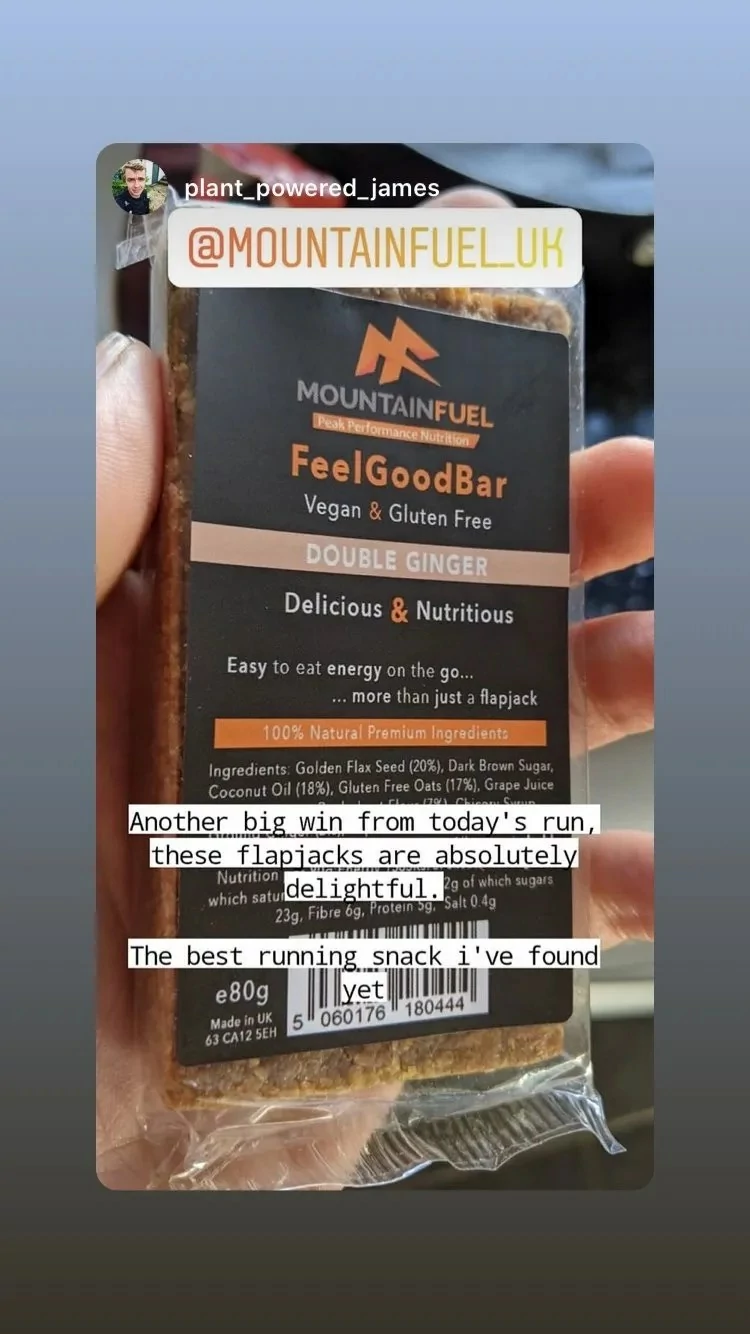 plant_powered_james
@MOUNTAINFUEL_UK
MOUNTAINFUEL
Peak Performance Nutrition
FeelGoodBar
Vegan & Gluten Free
DOUBLE GINGER
Delicious & Nutritious
Easy to eat energy on the go...
... more than just a flapjack
100% Natural Premium Ingredients
Ingredients: Golden Flax Seed (20%), Dark Brown Sugar,
Coconut Oil (18%), Gluten Free Oats (17%), Grape Juice
Another big win from today's run,
these flapjacks are absolutely
delightful.
Nutrition
2g of which sugars
which
23g, Fibre 6g, Protein 5g, Salt 0.4g
The best running snack i've found
yet
e80g
Made in UK
63 CA12 5EH
5 060176 180444